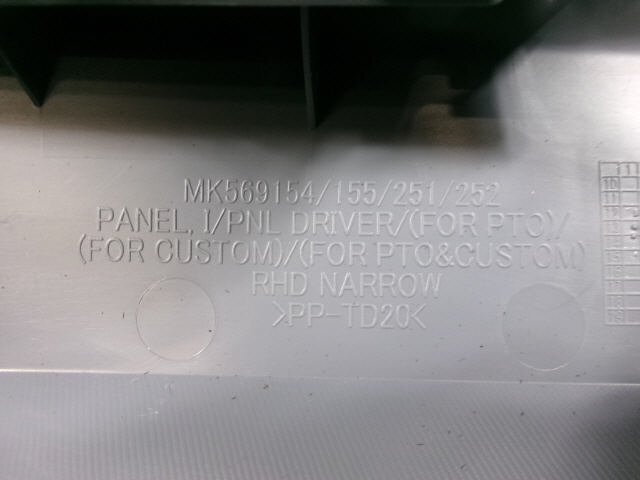 MK569154/155/251/252
PANEL, I/PNL DRIVER/(FOR PTO)/
(FOR CUSTOM)/(FOR PTO&CUSTOM)
RHD NARROW
>PP-TD20<